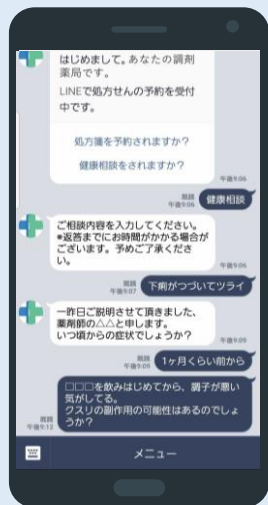 はじめまして。あなたの調剤
薬局です。
LINEで処方せんの予約を受付
中です。
処方箋を予約されますか？
健康相談をされますか？
午後9:06
既読
午後9:06
健康相談
ご相談内容を入力してください。
*返答までにお時間がかかる場合が
ございます。予めご了承くださ
い。
午後9:06
既読
午後9:07
下痢がつづいてツライ
一昨日ご説明させて頂きました、
薬剤師の△△と申します。
いつ頃からの症状でしょうか？
午後9:09
既読
午後9:09
1ヶ月くらい前から
□□□を飲みはじめてから、調子が悪い
気がしてる。
クスリの副作用の可能性はあるのでしょ
うか？
既読
午後9:12
メニュー